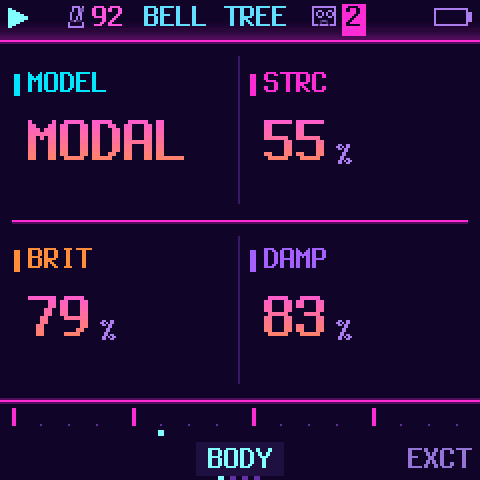 92 BELL TREE 2
MODEL STRC
MODAL 55 %
BRIT DAMP
79 % 83 %
BODY EXCT